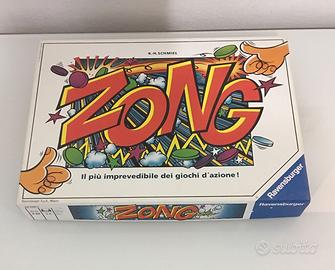 K.-H. SCHMIEL
ZONG
Il più imprevedibile dei giochi d'azione!
Ravensburger
Ravensburger
ZONG
subito